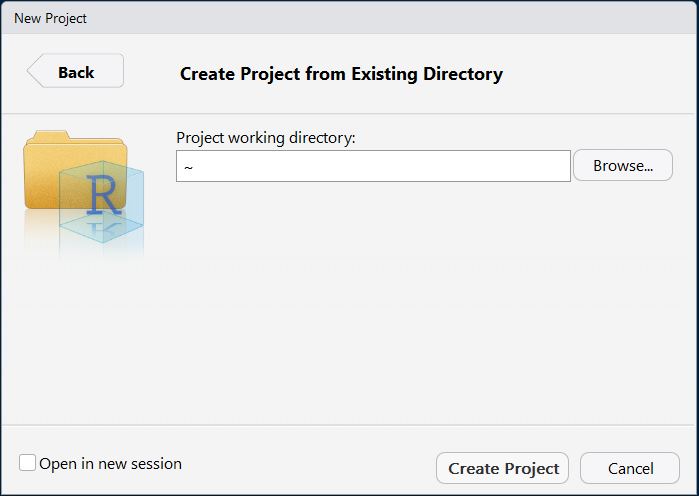 New Project
Back
Create Project from Existing Directory
Project working directory:
~
Browse...
R
Open in new session
Create Project
Cancel